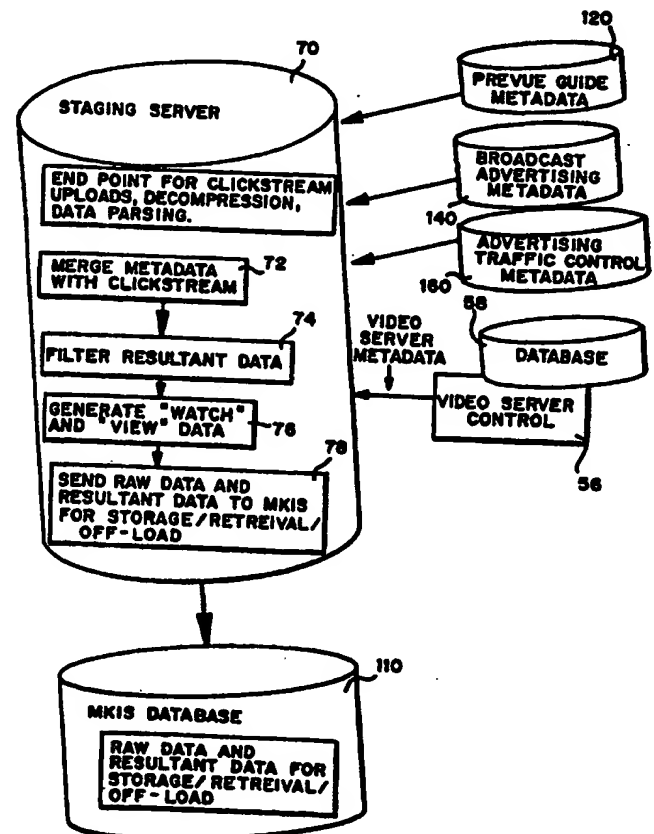 70
STAGING SERVER
END POINT FOR CLICKSTREAM
UPLOADS, DECOMPRESSION,
DATA PARSING.
72
MERGE METADATA
WITH CLICKSTREAM
74
FILTER RESULTANT DATA
GENERATE "WATCH"
AND "VIEW" DATA
76
78
SEND RAW DATA AND
RESULTANT DATA TO MKIS
FOR STORAGE/RETREIVAL/
OFF-LOAD
120
PREVUE GUIDE
METADATA
BROADCAST
ADVERTISING
METADATA
140
ADVERTISING
TRAFFIC CONTROL
METADATA
160
58
VIDEO
SERVER
METADATA
DATABASE
VIDEO SERVER
CONTROL
56
110
MKIS DATABASE
RAW DATA AND
RESULTANT DATA FOR
STORAGE/RETREIVAL/
OFF-LOAD